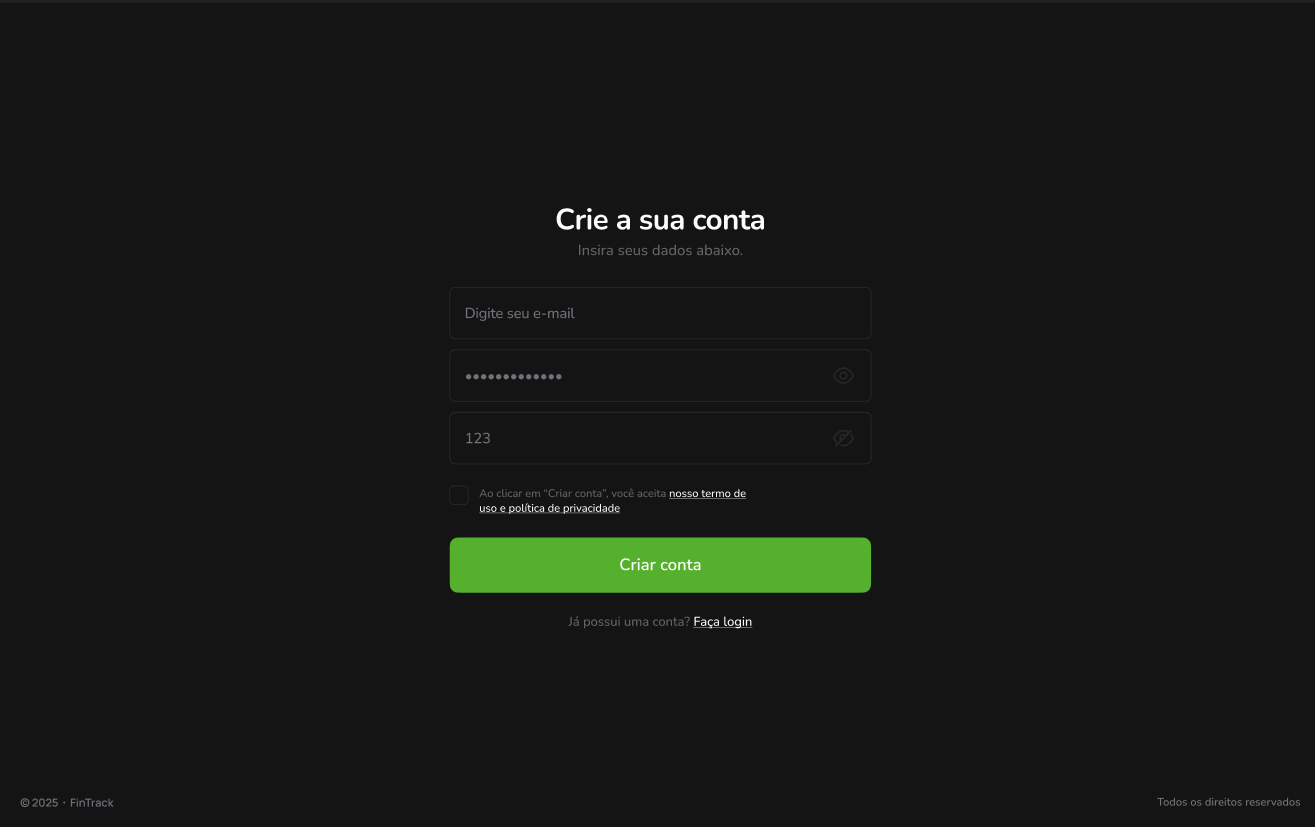 Crie a sua conta
Insira seus dados abaixo.
Digite seu e-mail
•••••••••••••
123
Ao clicar em “Criar conta”, você aceita nosso termo de
uso e política de privacidade
Criar conta
Já possui uma conta? Faça login
© 2025 · FinTrack
Todos os direitos reservados